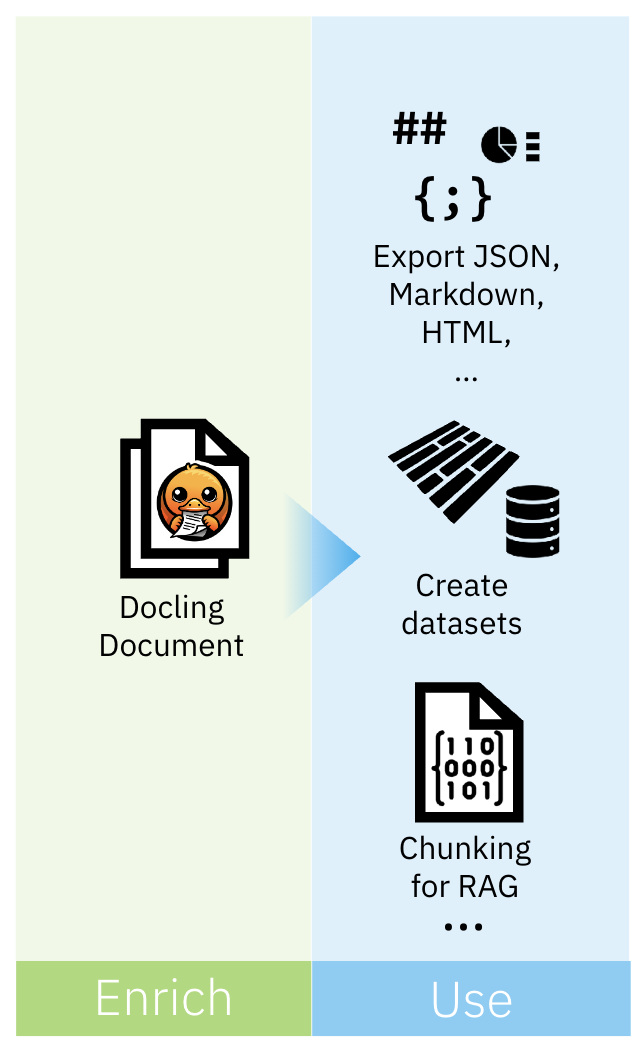 ##
{;}
Export JSON,
Markdown,
HTML,
...
Docling
Document
Create
datasets
{110
000
101}
Chunking
for RAG
...
Enrich
Use